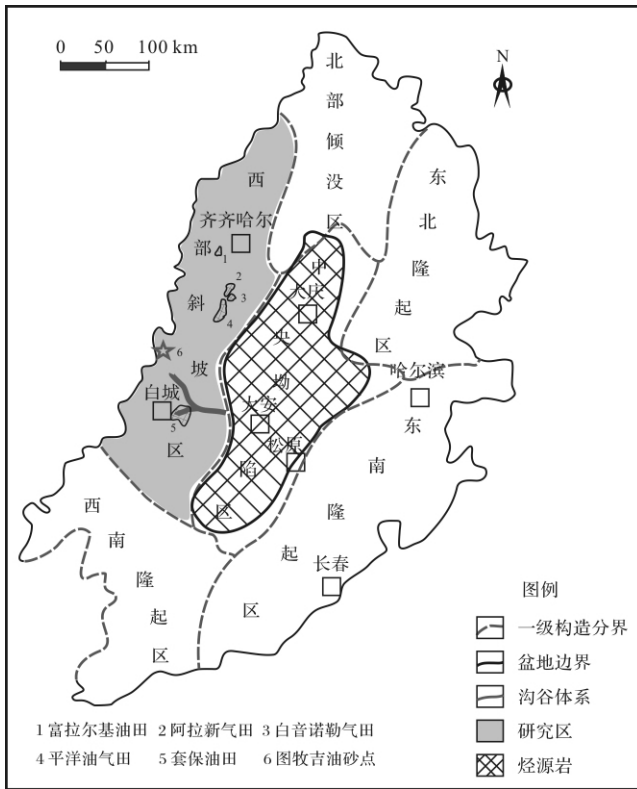 0 50 100 km
N
北部倾没区
东北隆起区
西部斜坡区
齐齐哈尔
1
2
3
4
6
白城
5
中央坳陷区
大庆
大安
松原
哈尔滨
东南隆起区
长春
西南隆起区
图例
一级构造分界
盆地边界
沟谷体系
研究区
烃源岩
1 富拉尔基油田 2 阿拉新气田 3 白音诺勒气田
4 平洋油气田 5 套保油田 6 图牧吉油砂点